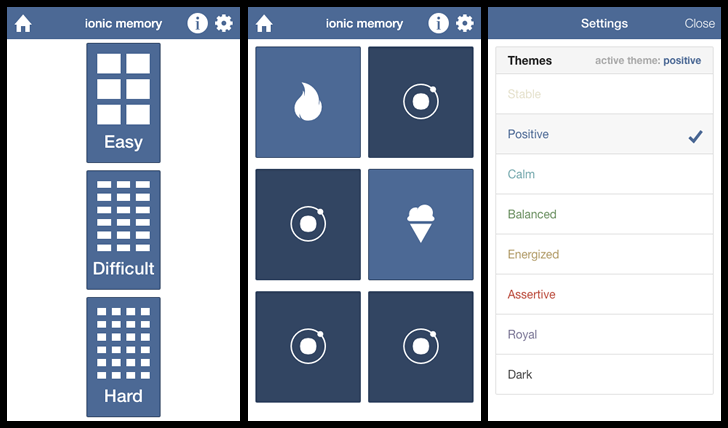 ionic memory
Easy
Difficult
Hard
ionic memory
Settings
Close
Themes
active theme: positive
Stable
Positive
Calm
Balanced
Energized
Assertive
Royal
Dark